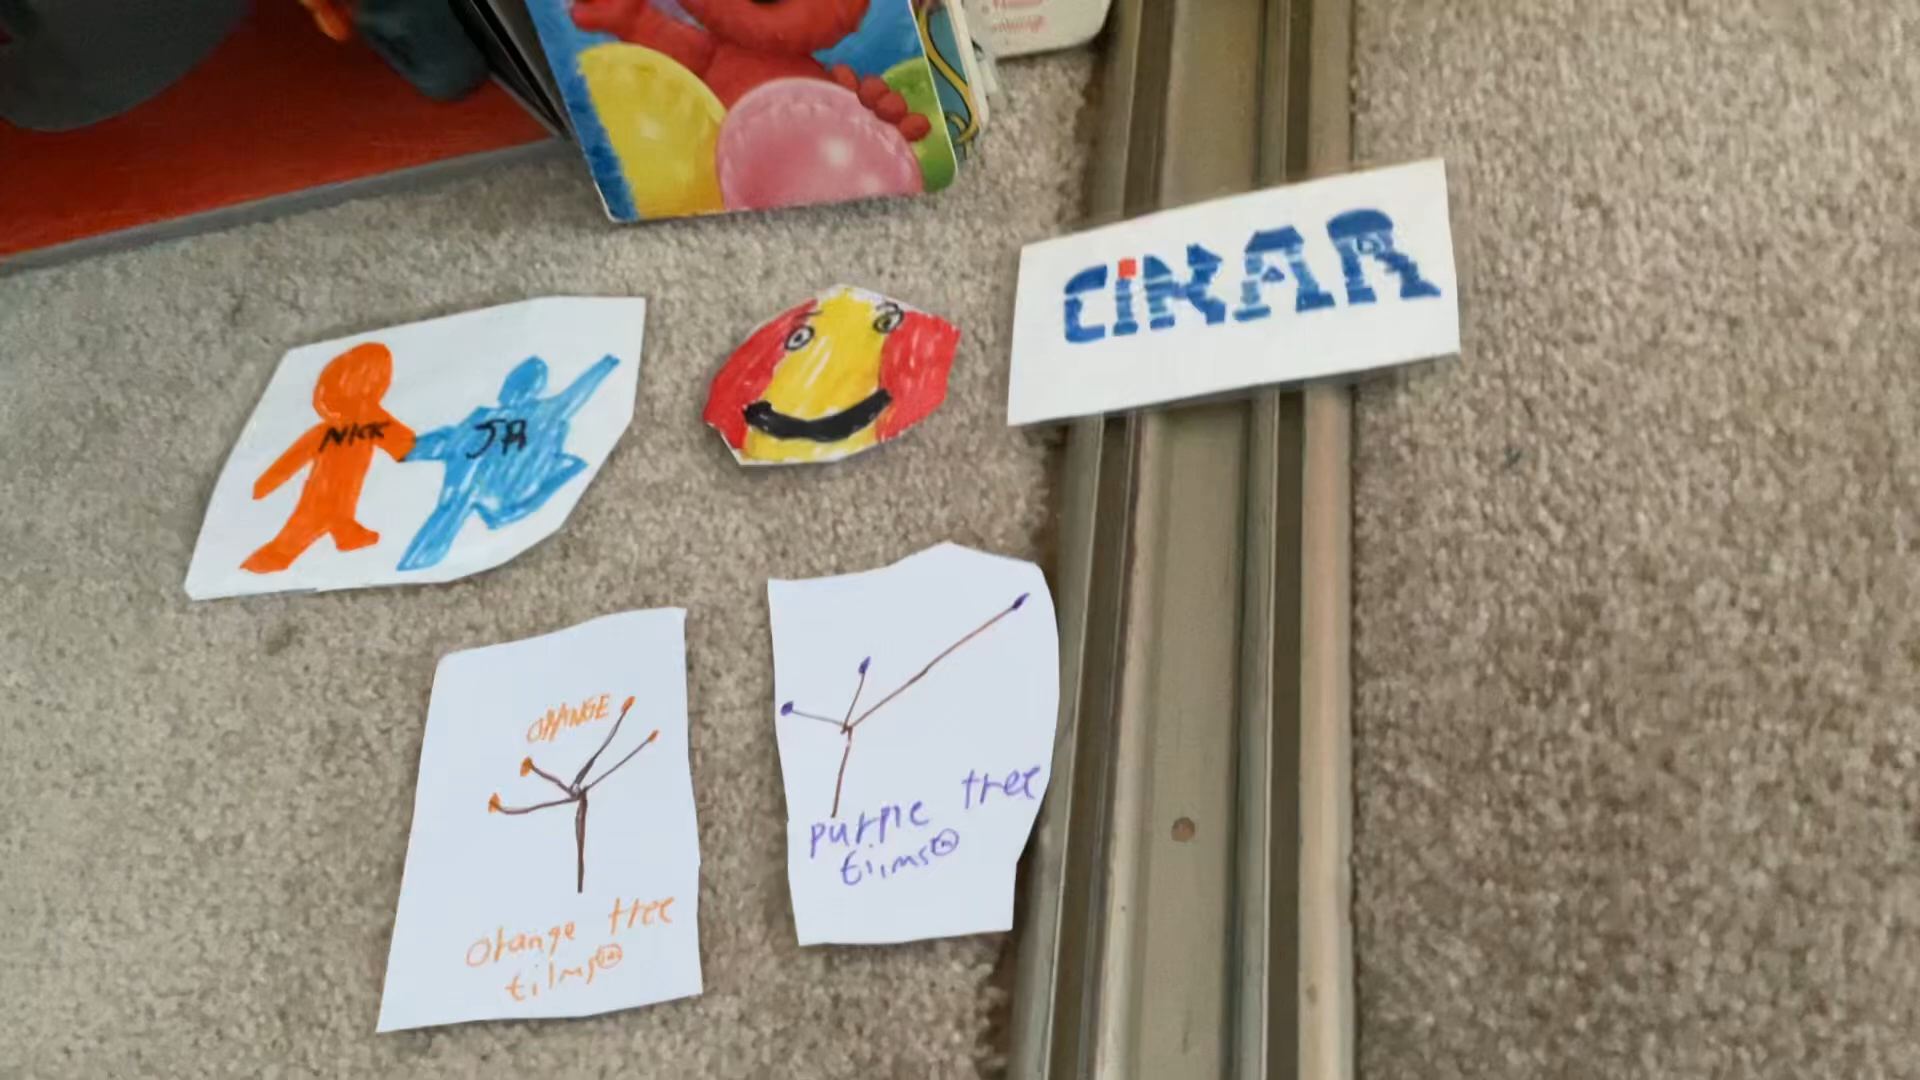 CiNAR
NICK
JR
ORANGE
orange tree
films®
purple tree
films®